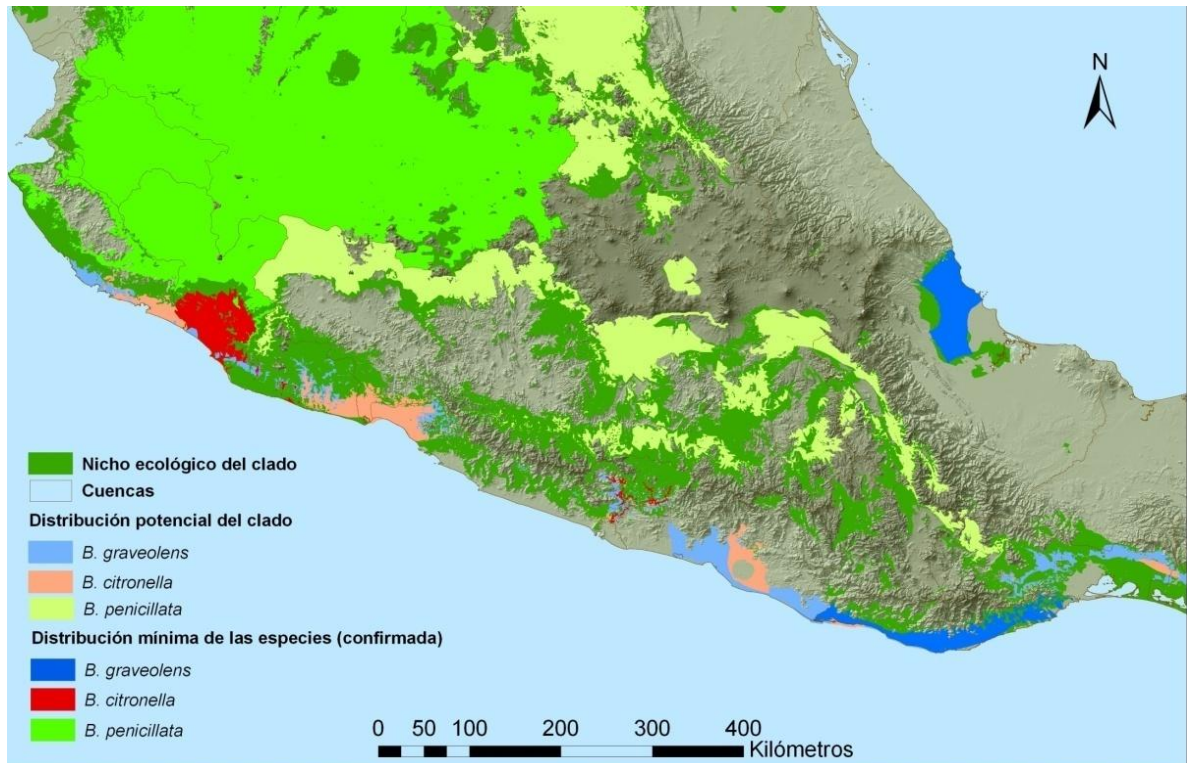 N
Nicho ecológico del clado
Cuencas
Distribución potencial del clado
B. graveolens
B. citronella
B. penicillata
Distribución mínima de las especies (confirmada)
B. graveolens
B. citronella
B. penicillata
0 50 100 200 300 400
Kilómetros